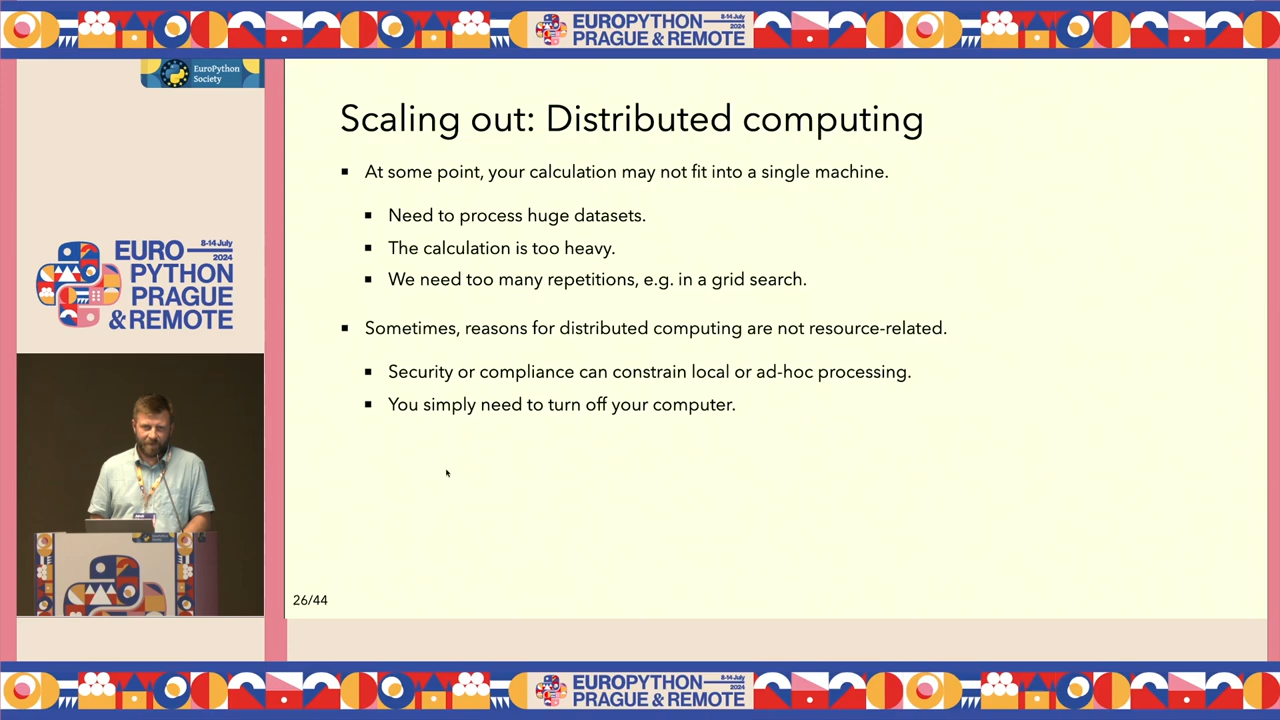 EUROPYTHON
PRAGUE & REMOTE
8-14 July
2024
EuroPython
Society
EURO
8-14 July
2024
PYTHON
PRAGUE
& REMOTE
Scaling out: Distributed computing
▪ At some point, your calculation may not fit into a single machine.
▪ Need to process huge datasets.
▪ The calculation is too heavy.
▪ We need too many repetitions, e.g. in a grid search.
▪ Sometimes, reasons for distributed computing are not resource-related.
▪ Security or compliance can constrain local or ad-hoc processing.
▪ You simply need to turn off your computer.
26/44
EuroPython
Society
EUROPYTHON
PRAGUE & REMOTE
8-14 July
2024